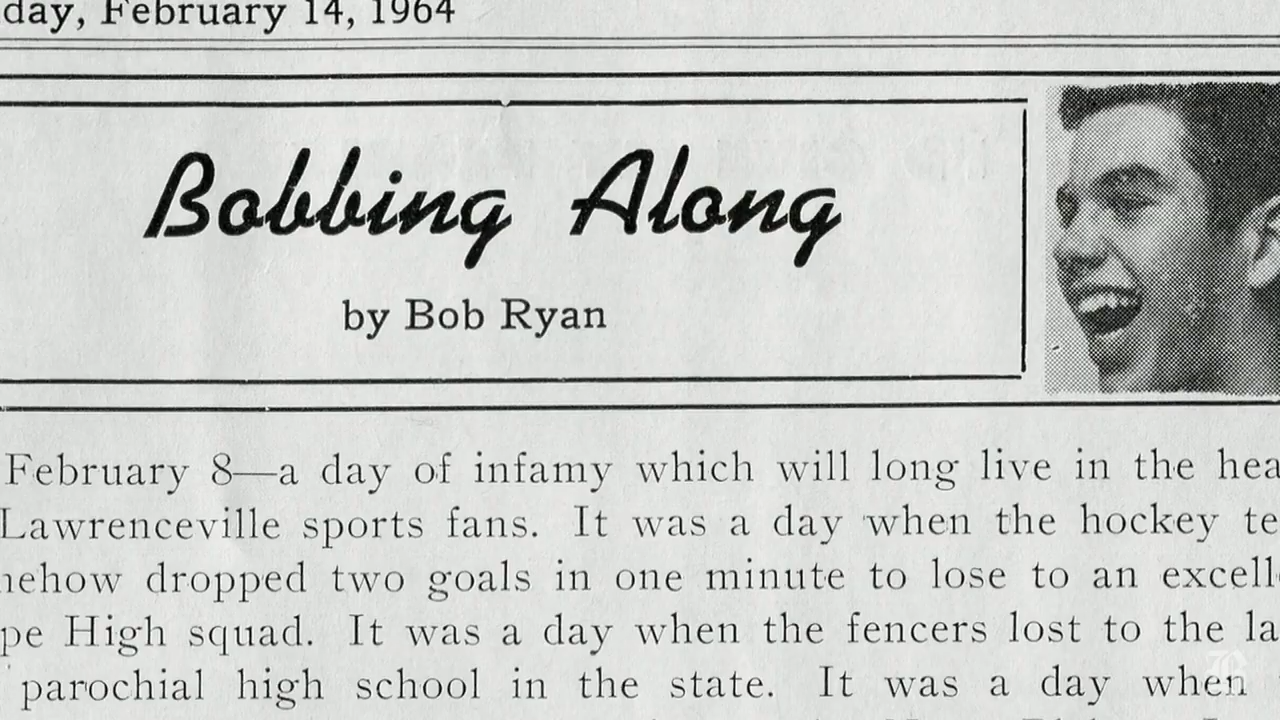 day, February 14, 1964
Bobbing Along
by Bob Ryan
February 8—a day of infamy which will long live in the hea
Lawrenceville sports fans. It was a day when the hockey te
nehow dropped two goals in one minute to lose to an excell
pe High squad. It was a day when the fencers lost to the la
parochial high school in the state. It was a day when